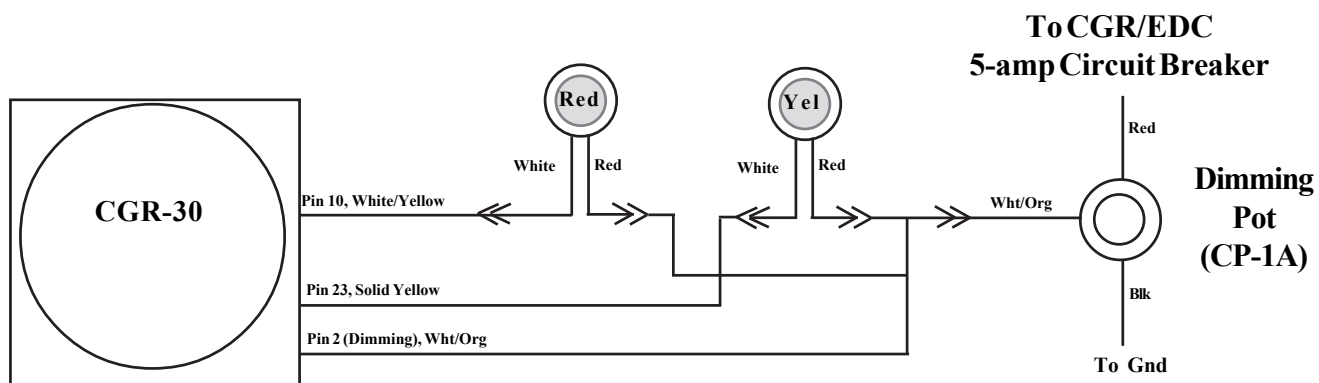 To CGR/EDC
5-amp Circuit Breaker
Red
Yel
Red
White
Red
White
Red
Dimming
Pot
(CP-1A)
CGR-30
Pin 10, White/Yellow
Wht/Org
Pin 23, Solid Yellow
Blk
Pin 2 (Dimming), Wht/Org
To Gnd